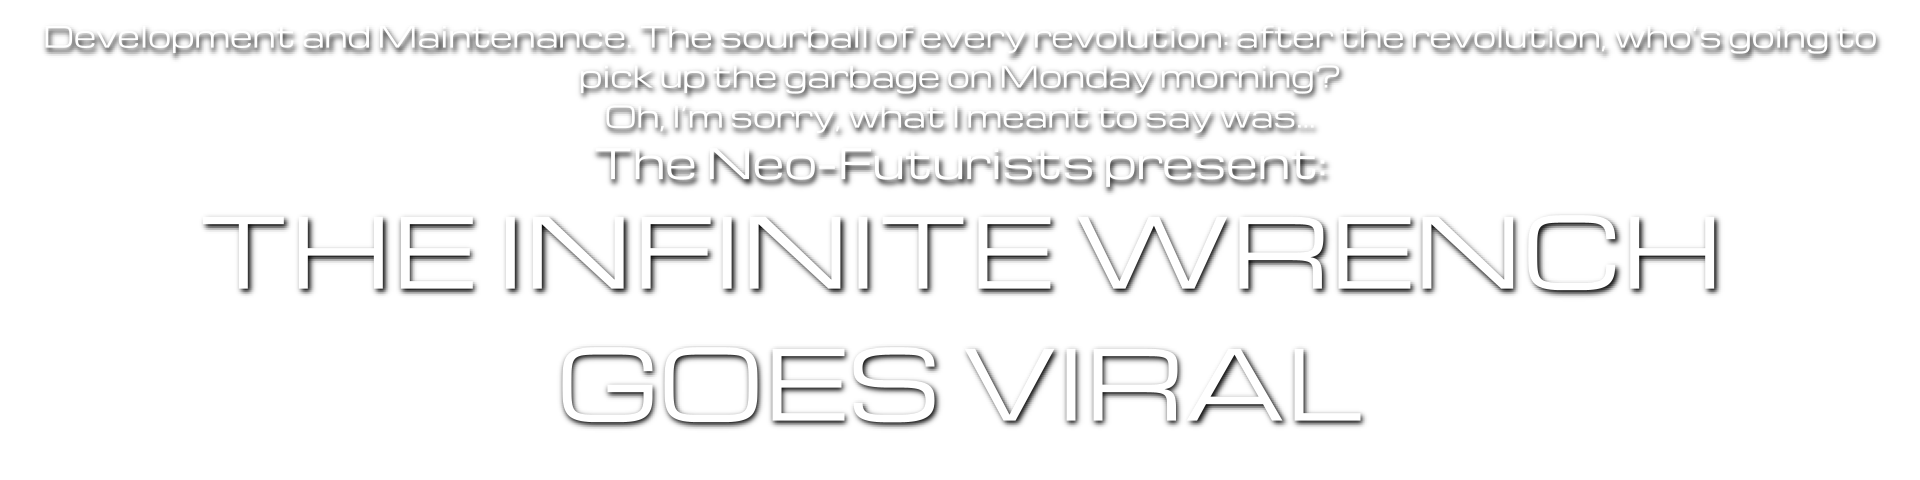 Development and Maintenance. The sourball of every revolution: after the revolution, who's going to
pick up the garbage on Monday morning?
Oh, I'm sorry, what I meant to say was...
The Neo-Futurists present:
THE INFINITE WRENCH
GOES VIRAL